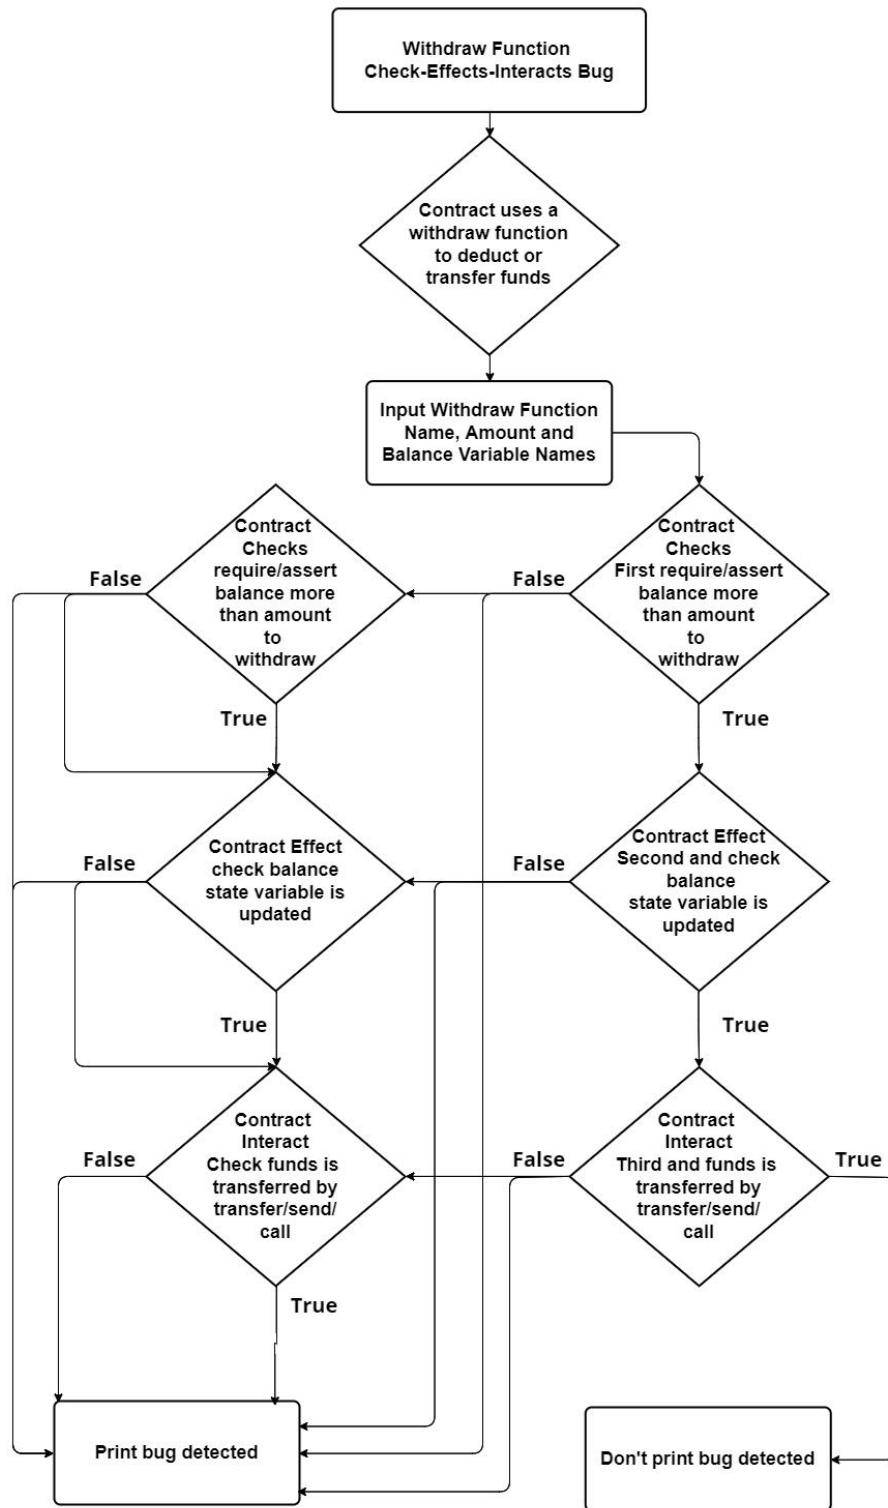 Withdraw Function
Check-Effects-Interacts Bug
Contract uses a
withdraw function
to deduct or
transfer funds
Input Withdraw Function
Name, Amount and
Balance Variable Names
Contract
Checks
require/assert
balance more
than amount
to
withdraw
False
True
Contract
Checks
First require/assert
balance more
than amount
to
withdraw
False
True
Contract Effect
check balance
state variable is
updated
False
True
Contract Effect
Second and check
balance
state variable is
updated
False
True
Contract
Interact
Check funds is
transferred by
transfer/send/
call
False
True
Contract
Interact
Third and funds is
transferred by
transfer/send/
call
False
True
Print bug detected
Don't print bug detected